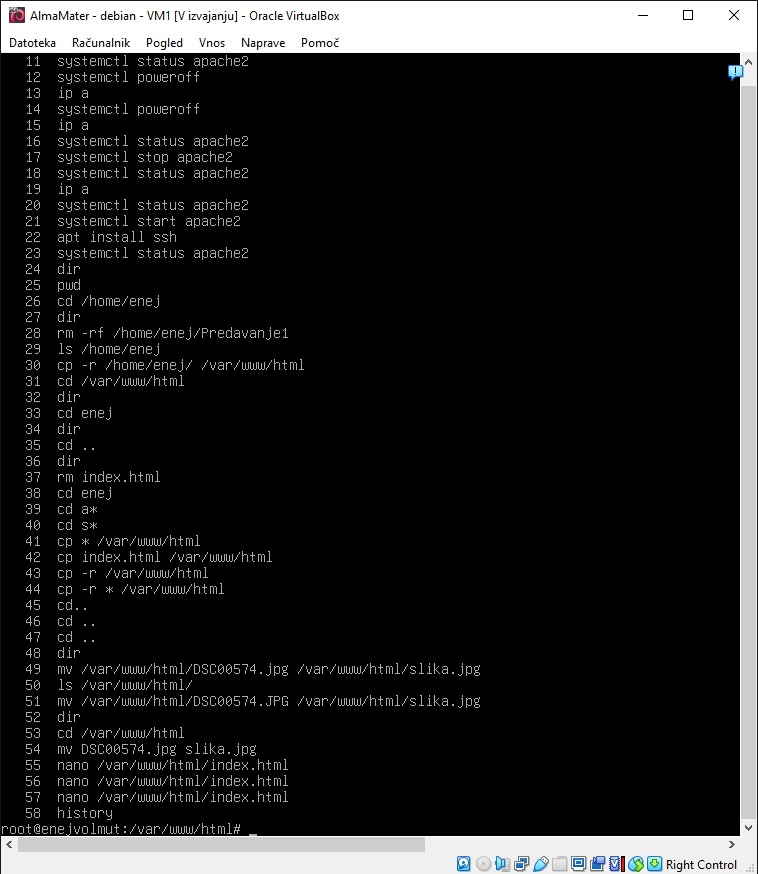 AlmaMater - debian - VM1 [V izvajanju] - Oracle VirtualBox
Datoteka Računalnik Pogled Vnos Naprave Pomoč
11 systemctl status apache2
12 systemctl poweroff
13 ip a
14 systemctl poweroff
15 ip a
16 systemctl status apache2
17 systemctl stop apache2
18 systemctl status apache2
19 ip a
20 systemctl status apache2
21 systemctl start apache2
22 apt install ssh
23 systemctl status apache2
24 dir
25 pwd
26 cd /home/enej
27 dir
28 rm -rf /home/enej/Predavanje1
29 ls /home/enej
30 cp -r /home/enej/ /var/www/html
31 cd /var/www/html
32 dir
33 cd enej
34 dir
35 cd ..
36 dir
37 rm index.html
38 cd enej
39 cd a*
40 cd s*
41 cp * /var/www/html
42 cp index.html /var/www/html
43 cp -r /var/www/html
44 cp -r * /var/www/html
45 cd..
46 cd ..
47 cd ..
48 dir
49 mv /var/www/html/DSC00574.jpg /var/www/html/slika.jpg
50 ls /var/www/html/
51 mv /var/www/html/DSC00574.JPG /var/www/html/slika.jpg
52 dir
53 cd /var/www/html
54 mv DSC00574.jpg slika.jpg
55 nano /var/www/html/index.html
56 nano /var/www/html/index.html
57 nano /var/www/html/index.html
58 history
root@enejvolmut:/var/www/html# _
Right Control